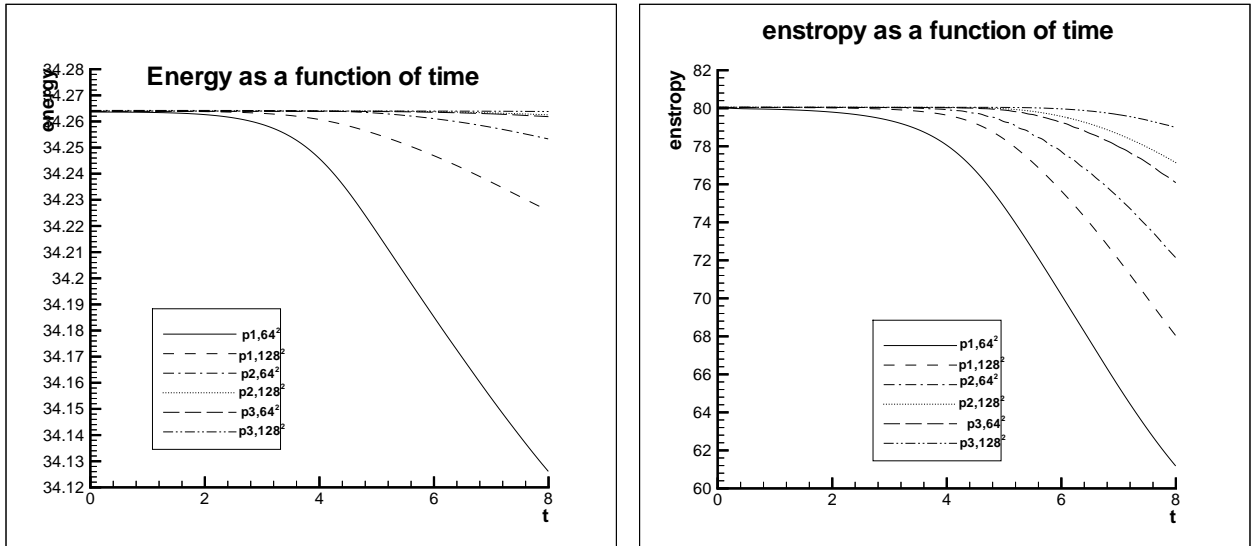 Energy as a function of time
energy
34.28
34.27
34.26
34.25
34.24
34.23
34.22
34.21
34.2
34.19
34.18
34.17
34.16
34.15
34.14
34.13
34.12
p1,64²
p1,128²
p2,64²
p2,128²
p3,64²
p3,128²
0 2 4 6 8
t
enstropy as a function of time
enstropy
82
80
78
76
74
72
70
68
66
64
62
60
p1,64²
p1,128²
p2,64²
p2,128²
p3,64²
p3,128²
0 2 4 6 8
t